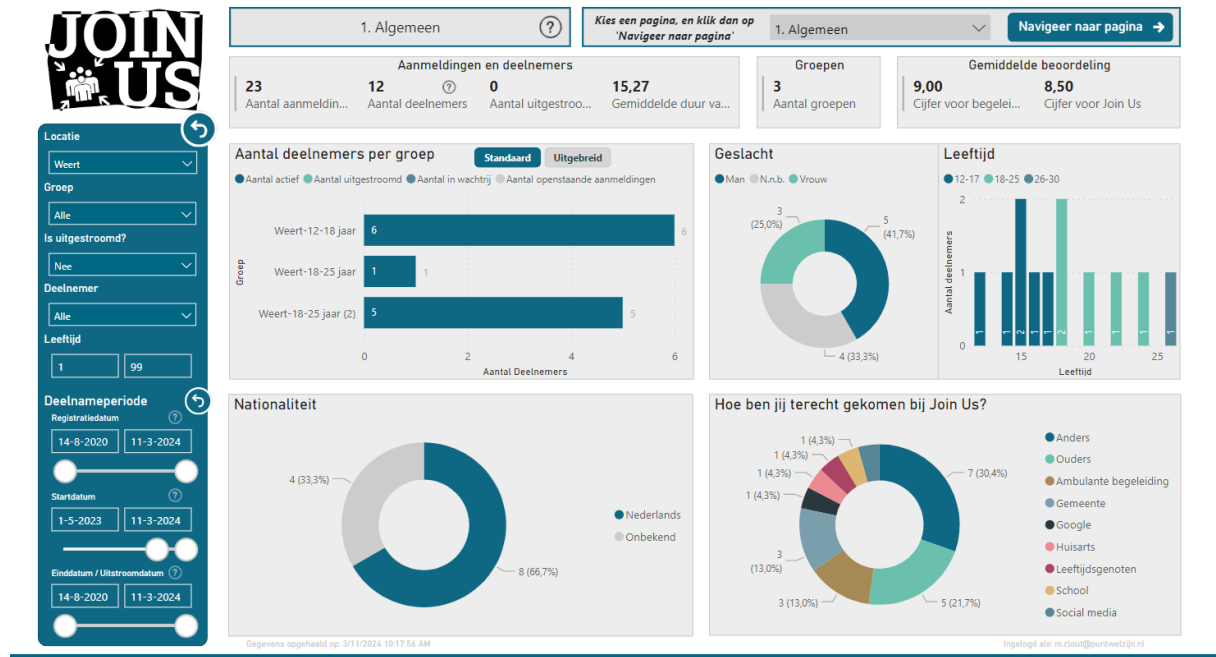 JOIN
US
1. Algemeen
?
Kies een pagina, en klik dan op
'Navigeer naar pagina'
1. Algemeen
Navigeer naar pagina
Aanmeldingen en deelnemers
23
Aantal aanmeldin...
12
?
Aantal deelnemers
0
Aantal uitgestroo...
15,27
Gemiddelde duur va...
Groepen
3
Aantal groepen
Gemiddelde beoordeling
9,00
Cijfer voor begelei...
8,50
Cijfer voor Join Us
Locatie
Weert
Groep
Alle
Is uitgestroomd?
Nee
Deelnemer
Alle
Leeftijd
1
99
Deelnameperiode
Registratiedatum
?
14-8-2020
11-3-2024
Startdatum
?
1-5-2023
11-3-2024
Einddatum / Uitstroomdatum
?
14-8-2020
11-3-2024
Aantal deelnemers per groep
Standaard
Uitgebreid
Aantal actief
Aantal uitgestroomd
Aantal in wachtrij
Aantal openstaande aanmeldingen
Groep
Weert-12-18 jaar
6
6
Weert-18-25 jaar
1
1
Weert-18-25 jaar (2)
5
5
0
2
4
6
Aantal Deelnemers
Geslacht
Man
N.n.b.
Vrouw
3
(25,0%)
5
(41,7%)
4 (33,3%)
Leeftijd
12-17
18-25
26-30
Aantal deelnemers
2
1
0
1
1
2
1
1
2
1
1
1
1
15
20
25
Leeftijd
Nationaliteit
4 (33,3%)
8 (66,7%)
Nederlands
Onbekend
Hoe ben jij terecht gekomen bij Join Us?
1 (4,3%)
1 (4,3%)
1 (4,3%)
1 (4,3%)
3
(13,0%)
3 (13,0%)
5 (21,7%)
7 (30,4%)
Anders
Ouders
Ambulante begeleiding
Gemeente
Google
Huisarts
Leeftijdsgenoten
School
Social media
Gegevens opgehaald op: 3/11/2024 10:17:56 AM
Ingelogd als: m.clout@puntwelzijn.nl